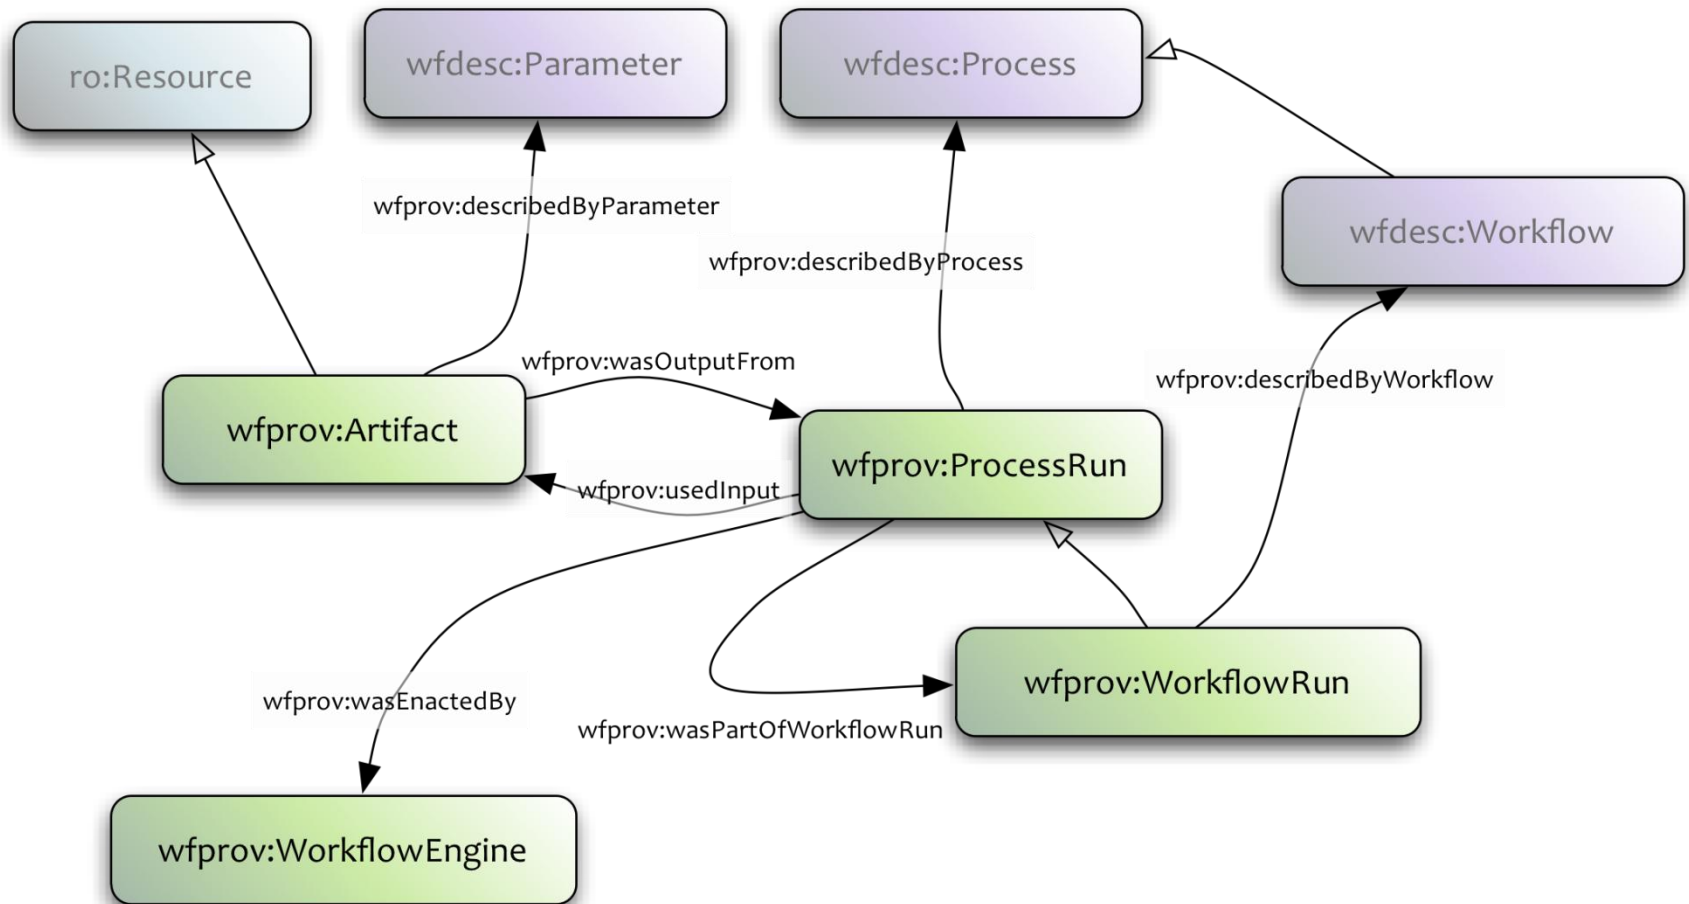 ro:Resource
wfdesc:Parameter
wfdesc:Process
wfprov:describedByParameter
wfdesc:Workflow
wfprov:describedByProcess
wfprov:wasOutputFrom
wfprov:describedByWorkflow
wfprov:Artifact
wfprov:ProcessRun
wfprov:usedInput
wfprov:WorkflowRun
wfprov:wasEnactedBy
wfprov:wasPartOfWorkflowRun
wfprov:WorkflowEngine